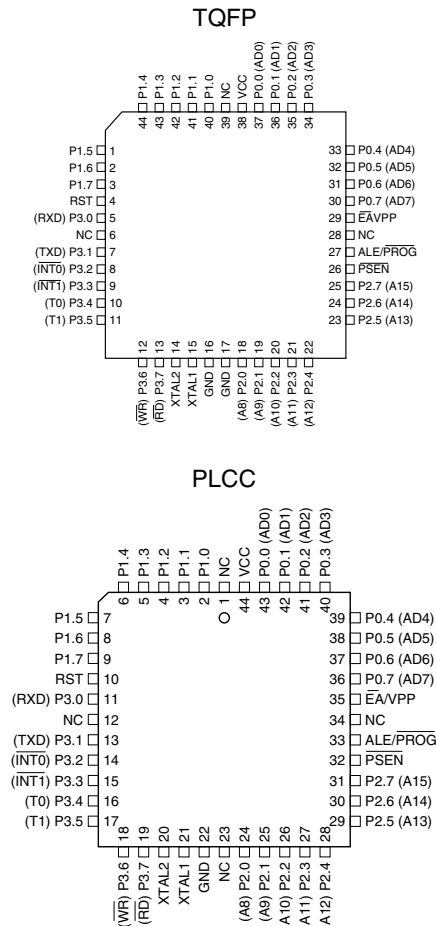 TQFP
P1.4
P1.3
P1.2
P1.1
P1.0
NC
VCC
P0.0 (AD0)
P0.1 (AD1)
P0.2 (AD2)
P0.3 (AD3)
44
43
42
41
40
39
38
37
36
35
34
P1.5 1
P1.6 2
P1.7 3
RST 4
(RXD) P3.0 5
NC 6
(TXD) P3.1 7
(INT0) P3.2 8
(INT1) P3.3 9
(T0) P3.4 10
(T1) P3.5 11
33 P0.4 (AD4)
32 P0.5 (AD5)
31 P0.6 (AD6)
30 P0.7 (AD7)
29 EAVPP
28 NC
27 ALE/PROG
26 PSEN
25 P2.7 (A15)
24 P2.6 (A14)
23 P2.5 (A13)
12
13
14
15
16
17
18
19
20
21
22
(WR) P3.6
(RD) P3.7
XTAL2
XTAL1
GND
GND
(A8) P2.0
(A9) P2.1
(A10) P2.2
(A11) P2.3
(A12) P2.4
PLCC
P1.4
P1.3
P1.2
P1.1
P1.0
NC
VCC
P0.0 (AD0)
P0.1 (AD1)
P0.2 (AD2)
P0.3 (AD3)
6
5
4
3
2
1
44
43
42
41
40
P1.5 7
P1.6 8
P1.7 9
RST 10
(RXD) P3.0 11
NC 12
(TXD) P3.1 13
(INT0) P3.2 14
(INT1) P3.3 15
(T0) P3.4 16
(T1) P3.5 17
39 P0.4 (AD4)
38 P0.5 (AD5)
37 P0.6 (AD6)
36 P0.7 (AD7)
35 EA/VPP
34 NC
33 ALE/PROG
32 PSEN
31 P2.7 (A15)
30 P2.6 (A14)
29 P2.5 (A13)
18
19
20
21
22
23
24
25
26
27
28
(WR) P3.6
(RD) P3.7
XTAL2
XTAL1
GND
NC
(A8) P2.0
(A9) P2.1
A10) P2.2
A11) P2.3
A12) P2.4